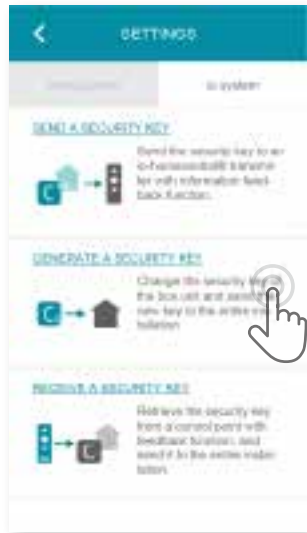 SETTINGS
io system
SEND A SECURITY KEY
Send the security key to an
io-homecontrol® transmit-
ter with information feed-
back function.
C
GENERATE A SECURITY KEY
Change the security key of
the box unit and send the
new key to the entire ins-
tallation
C
RECEIVE A SECURITY KEY
Retrieve the security key
from a control point with
feedback function, and
send it to the entire instal-
lation.
C